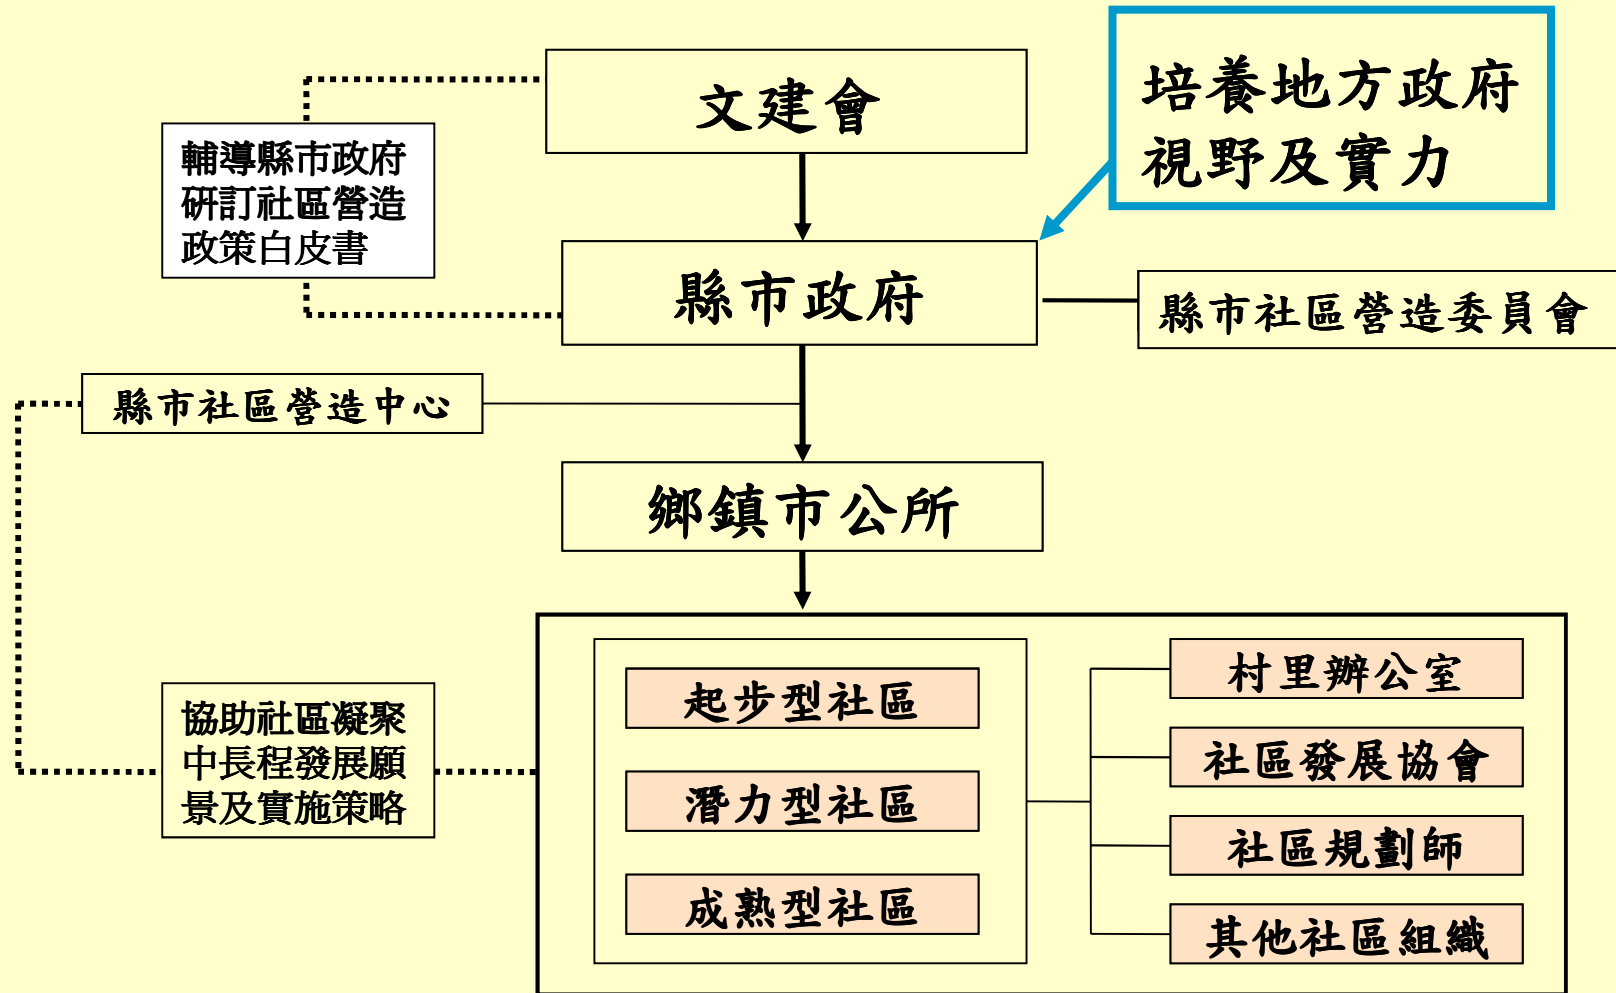 文建會
培養地方政府
視野及實力
輔導縣市政府
研訂社區營造
政策白皮書
縣市政府
縣市社區營造委員會
縣市社區營造中心
鄉鎮市公所
協助社區凝聚
中長程發展願
景及實施策略
起步型社區
潛力型社區
成熟型社區
村里辦公室
社區發展協會
社區規劃師
其他社區組織